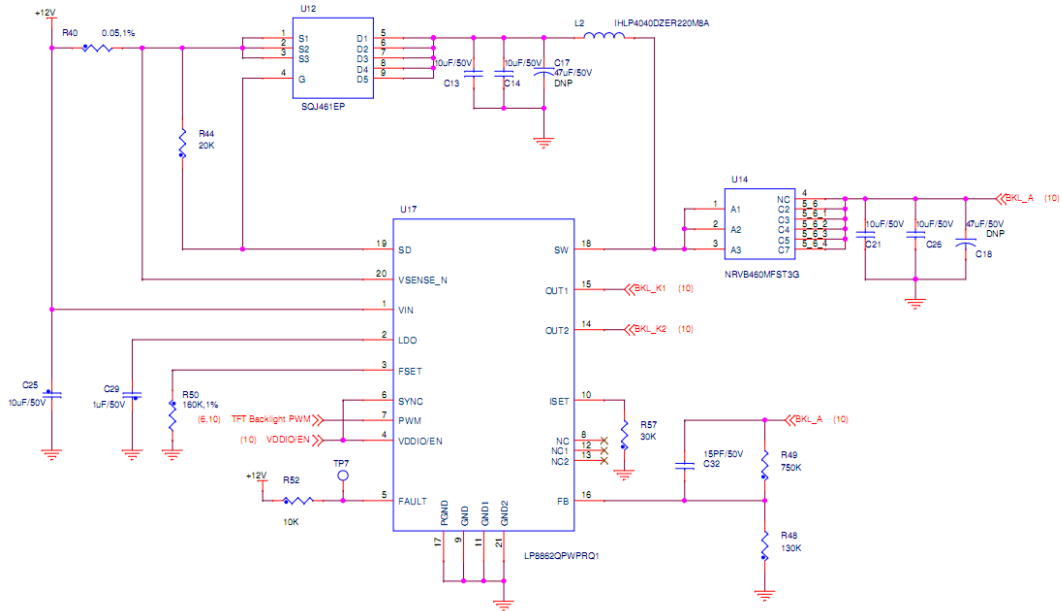 +12V
R40
0.05,1%
U12
1
2
3
4
S1
S2
S3
G
D1
D2
D3
D4
D5
5
6
7
8
9
SQJ461EP
10uF/50V
C13
10uF/50V
C14
C17
47uF/50V
DNP
L2
IHLP4040DZER220M8A
R44
20K
U14
1
2
3
A1
A2
A3
NC
C2
C3
C4
C5
C7
4
5_6
5_6_1
5_6_2
5_6_3
5_6_4
NRVB460MFST3G
BKL_A (10)
10uF/50V
C21
10uF/50V
C26
47uF/50V
DNP
C18
U17
19
SD
20
VSENSE_N
1
VIN
2
LDO
3
FSET
6
SYNC
7
PWM
4
VDDIO/EN
5
FAULT
SW
18
OUT1
15
BKL_K1 (10)
OUT2
14
BKL_K2 (10)
ISET
10
NC
8
NC1
12
NC2
13
FB
16
PGND
GND
GND1
GND2
17
9
11
21
LP8862QPWPRQ1
C25
10uF/50V
C29
1uF/50V
R50
160K,1%
(6,10) TFT Backlight PWM
(10) VDDIO/EN
+12V
R52
10K
TP7
R57
30K
15PF/50V
C32
BKL_A (10)
R49
750K
R48
130K